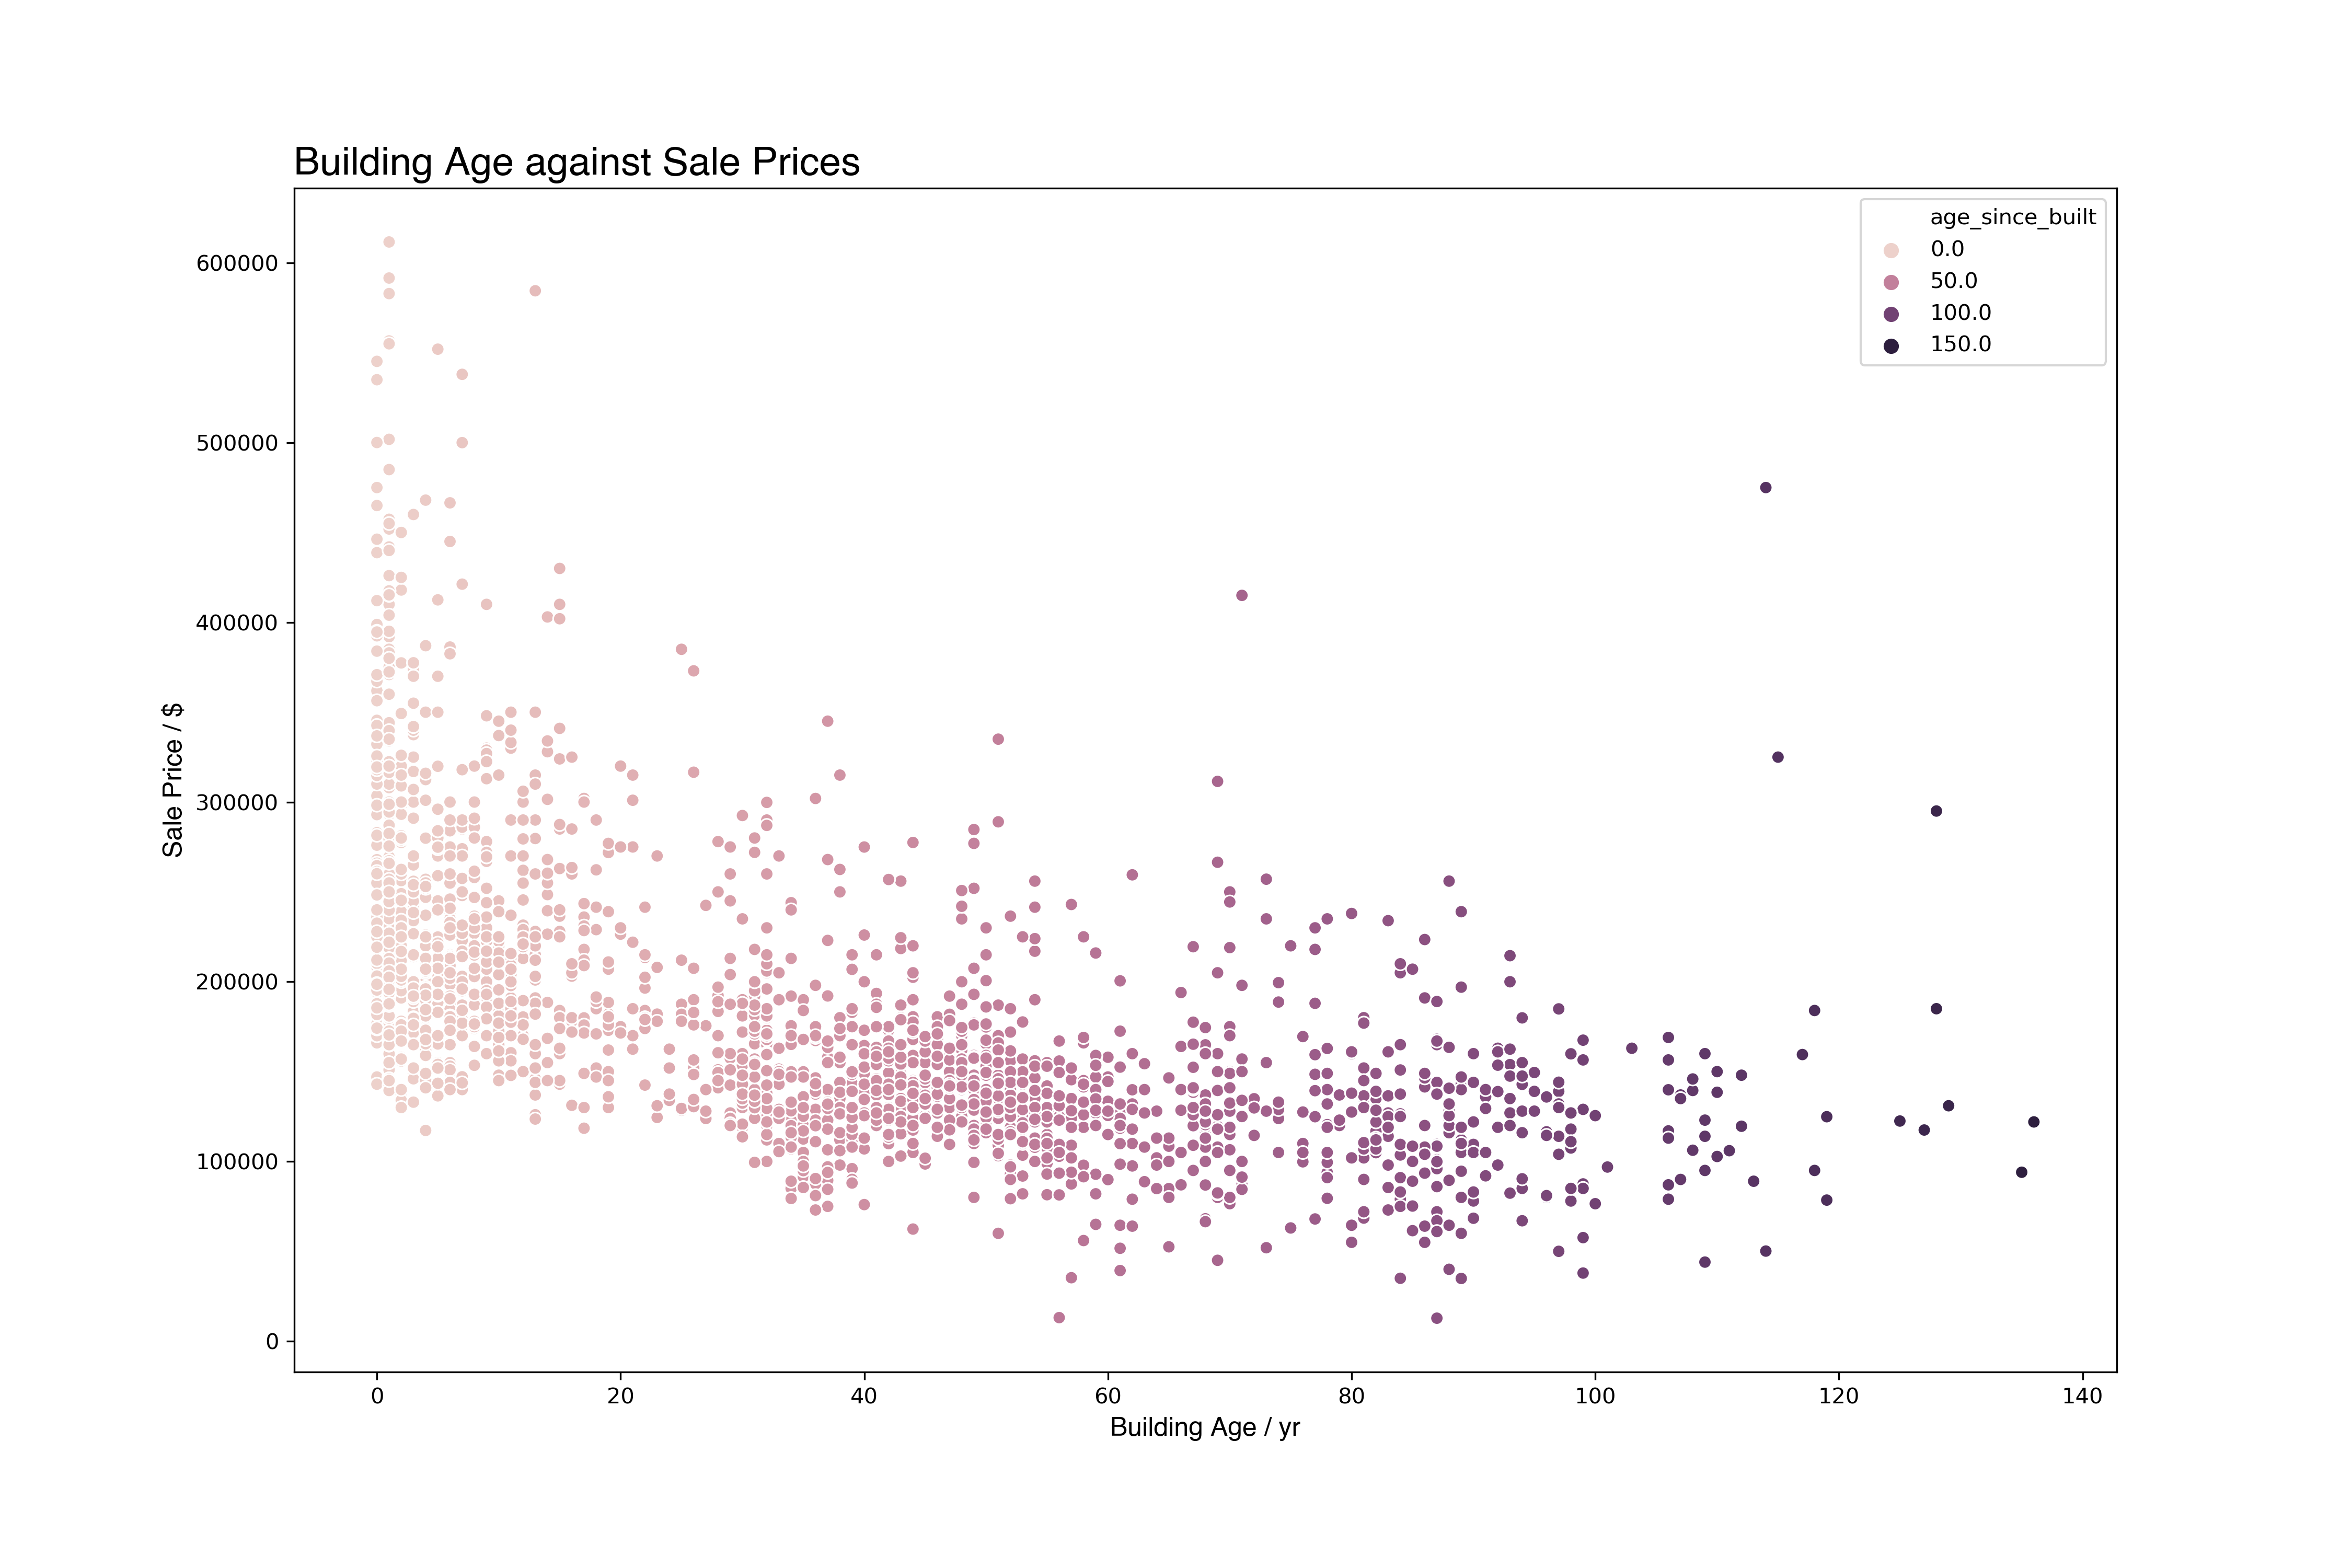 Building Age against Sale Prices
age_since_built
0.0
50.0
100.0
150.0
600000
500000
400000
300000
200000
100000
0
Sale Price / $
0 20 40 60 80 100 120 140
Building Age / yr